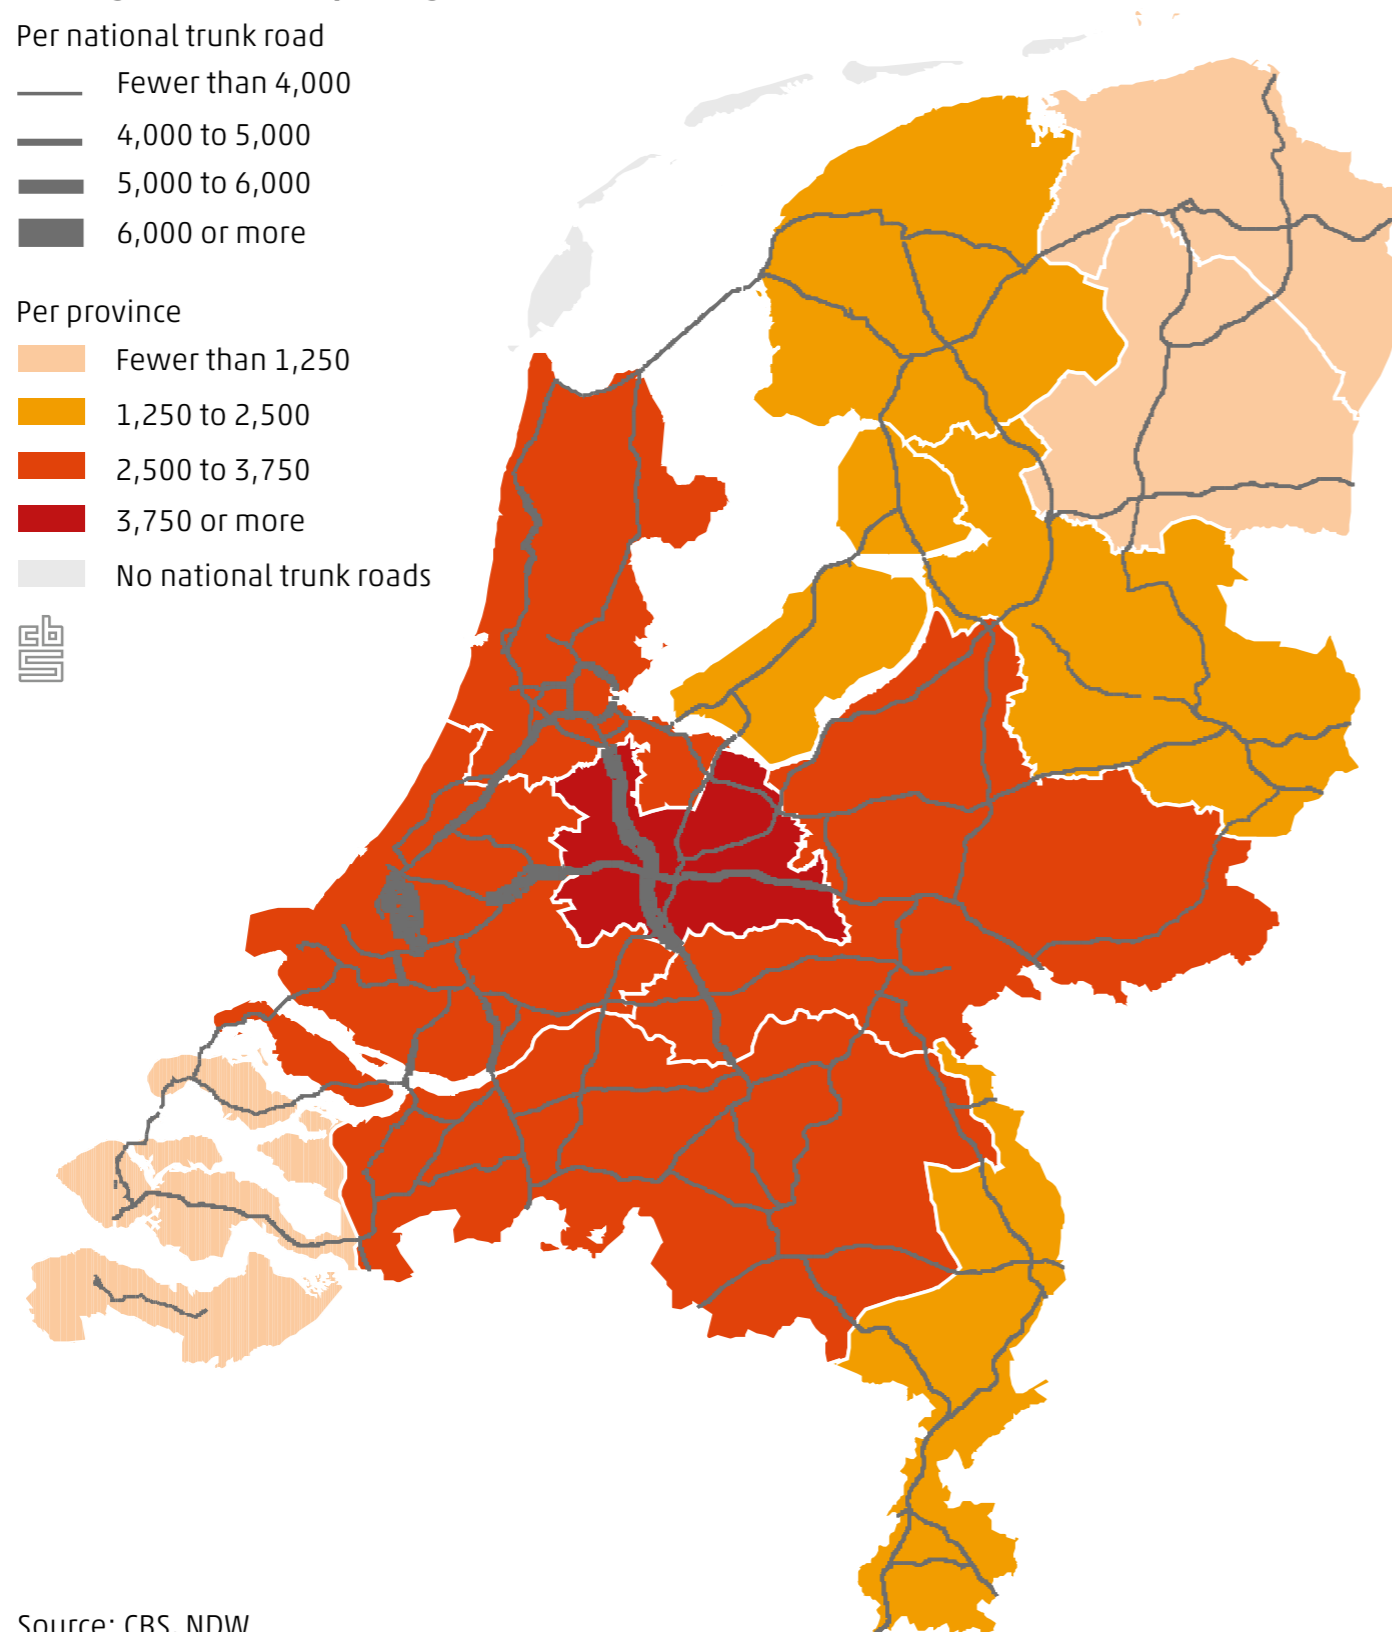 Per national trunk road
Fewer than 4,000
4,000 to 5,000
5,000 to 6,000
6,000 or more
Per province
Fewer than 1,250
1,250 to 2,500
2,500 to 3,750
3,750 or more
No national trunk roads
cbs
Source: CBS, NDW